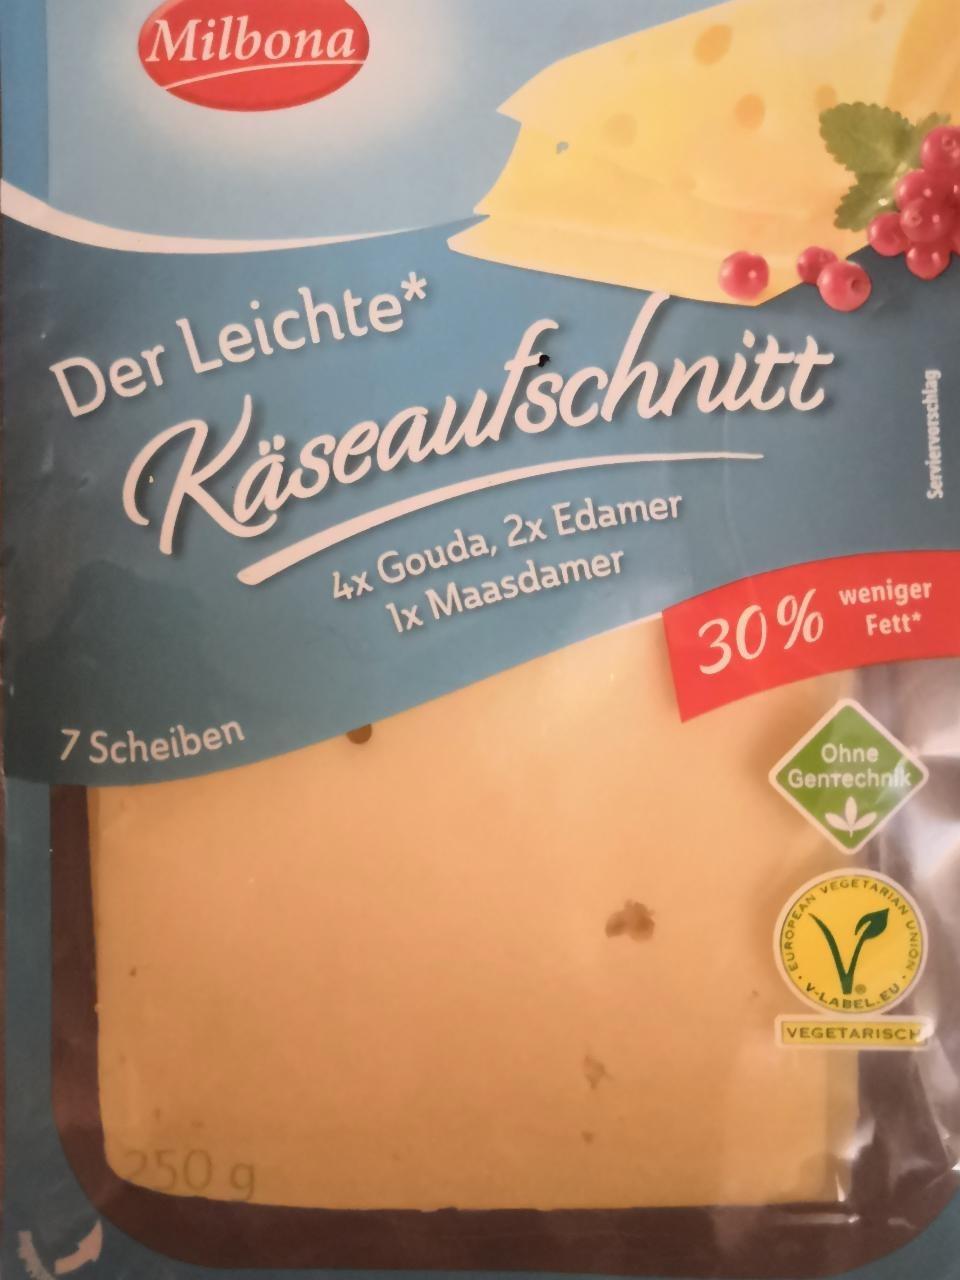 Milbona
Der Leichte*
Käseaufschnitt
4x Gouda, 2x Edamer
1x Maasdamer
Serviervorschlag
30% weniger
Fett*
7 Scheiben
Ohne
GenTechnik
EUROPEAN VEGETARIAN UNION
V-LABEL.EU
VEGETARISCH
250 g